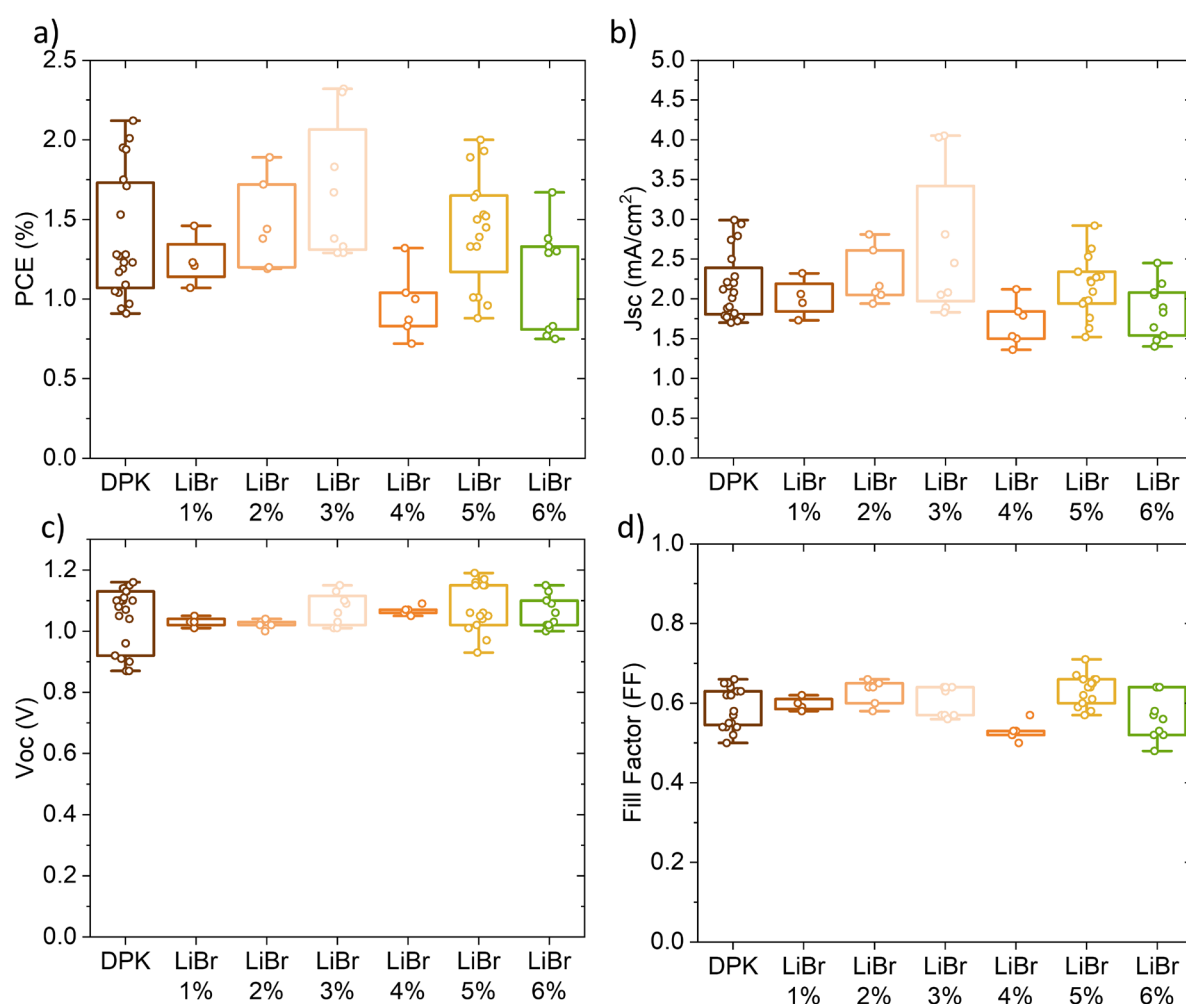 a)
2.5
2.0
1.5
1.0
0.5
0.0
PCE (%)
DPK LiBr LiBr LiBr LiBr LiBr LiBr
1% 2% 3% 4% 5% 6%
b)
5.0
4.5
4.0
3.5
3.0
2.5
2.0
1.5
1.0
0.5
0.0
Jsc (mA/cm²)
DPK LiBr LiBr LiBr LiBr LiBr LiBr
1% 2% 3% 4% 5% 6%
c)
1.2
1.0
0.8
0.6
0.4
0.2
0.0
Voc (V)
DPK LiBr LiBr LiBr LiBr LiBr LiBr
1% 2% 3% 4% 5% 6%
d)
1.0
0.8
0.6
0.4
0.2
0.0
Fill Factor (FF)
DPK LiBr LiBr LiBr LiBr LiBr LiBr
1% 2% 3% 4% 5% 6%